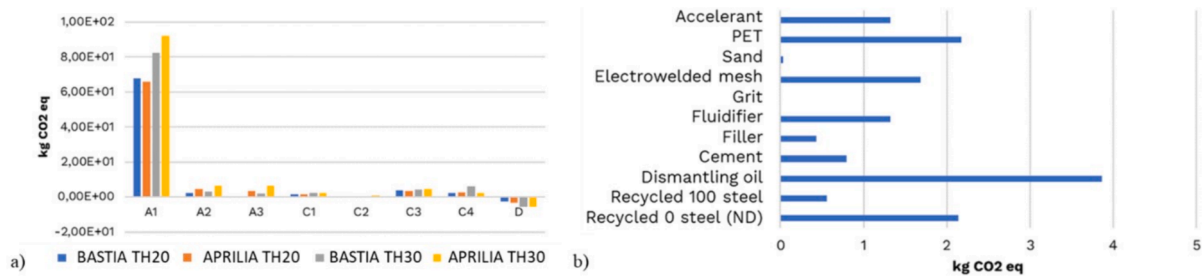 1,00E+02
8,00E+01
6,00E+01
4,00E+01
2,00E+01
0,00E+00
-2,00E+01
kg CO2 eq
A1 A2 A3 C1 C2 C3 C4 D
a)
BASTIA TH20 APRILIA TH20 BASTIA TH30 APRILIA TH30
Accelerant
PET
Sand
Electrowelded mesh
Grit
Fluidifier
Filler
Cement
Dismantling oil
Recycled 100 steel
Recycled 0 steel (ND)
0 1 2 3 4 5
kg CO2 eq
b)